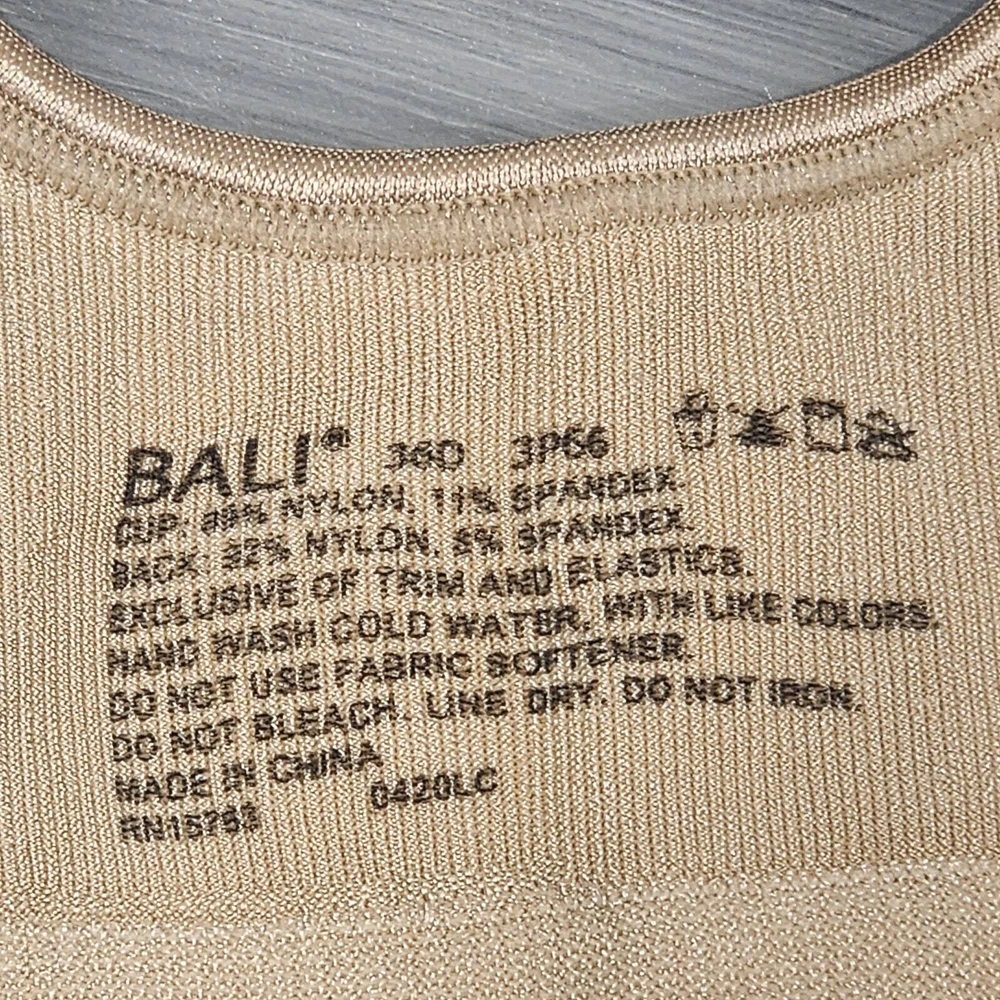 BALI® 36D 3P66
CUP: 89% NYLON, 11% SPANDEX.
BACK: 92% NYLON, 8% SPANDEX.
EXCLUSIVE OF TRIM AND ELASTICS.
HAND WASH COLD WATER, WITH LIKE COLORS.
DO NOT USE FABRIC SOFTENER.
DO NOT BLEACH. LINE DRY. DO NOT IRON.
MADE IN CHINA
RN15763 0420LC